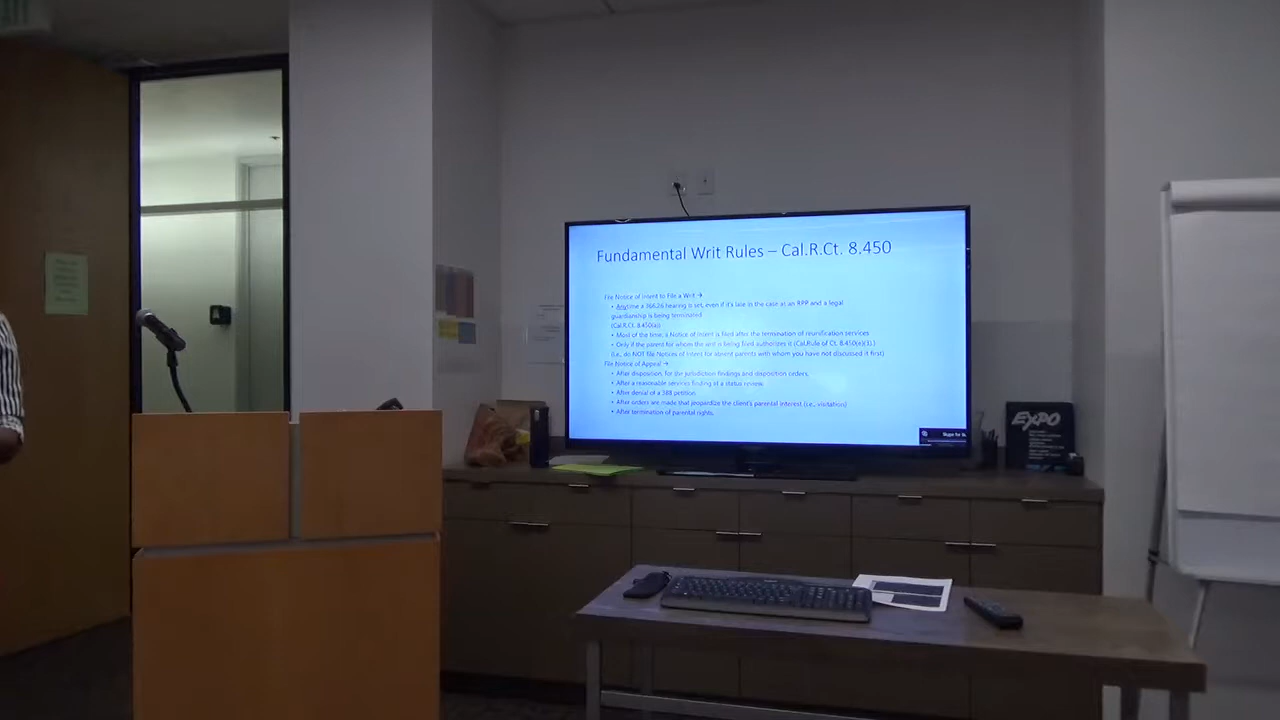 Fundamental Writ Rules – Cal.R.Ct. 8.450
File Notice of Intent to File a Writ →
• Anytime a 366.26 hearing is set, even if it's late in the case at an RPP and a legal
guardianship is being terminated
(Cal.R.Ct. 8.450(a))
• Most of the time, a Notice of Intent is filed after the termination of reunification services
• Only if the parent for whom the writ is being filed authorizes it (Cal.Rule of Ct. 8.450(e)(3).)
(i.e., do NOT file Notices of Intent for absent parents with whom you have not discussed it first)
File Notice of Appeal →
• After disposition, for the jurisdiction findings and disposition orders.
• After a reasonable services finding at a status review
• After denial of a 388 petition
• After orders are made that jeopardize the client's parental interest (i.e., visitation)
• After termination of parental rights.
Skype for
EXPO